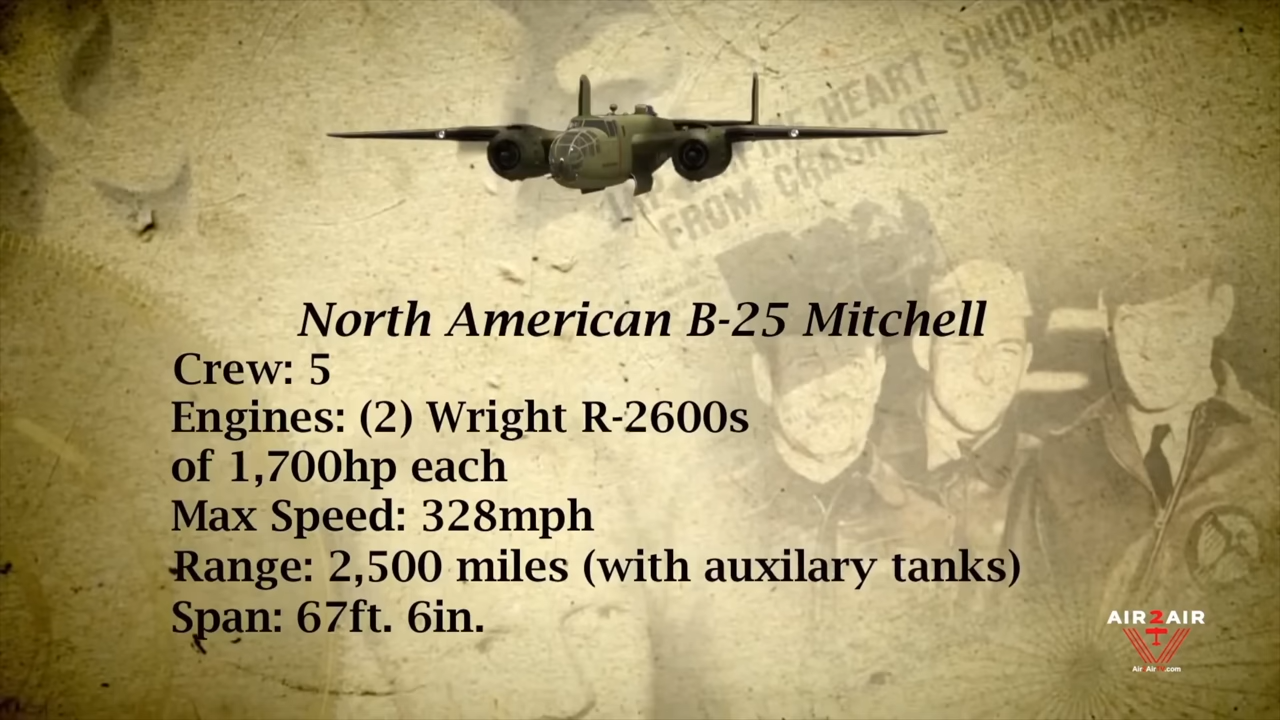 HEART SHUDDER
OF U. S. BOMBS
FROM CRASH
North American B-25 Mitchell
Crew: 5
Engines: (2) Wright R-2600s
of 1,700hp each
Max Speed: 328mph
Range: 2,500 miles (with auxilary tanks)
Span: 67ft. 6in.
AIR2AIR